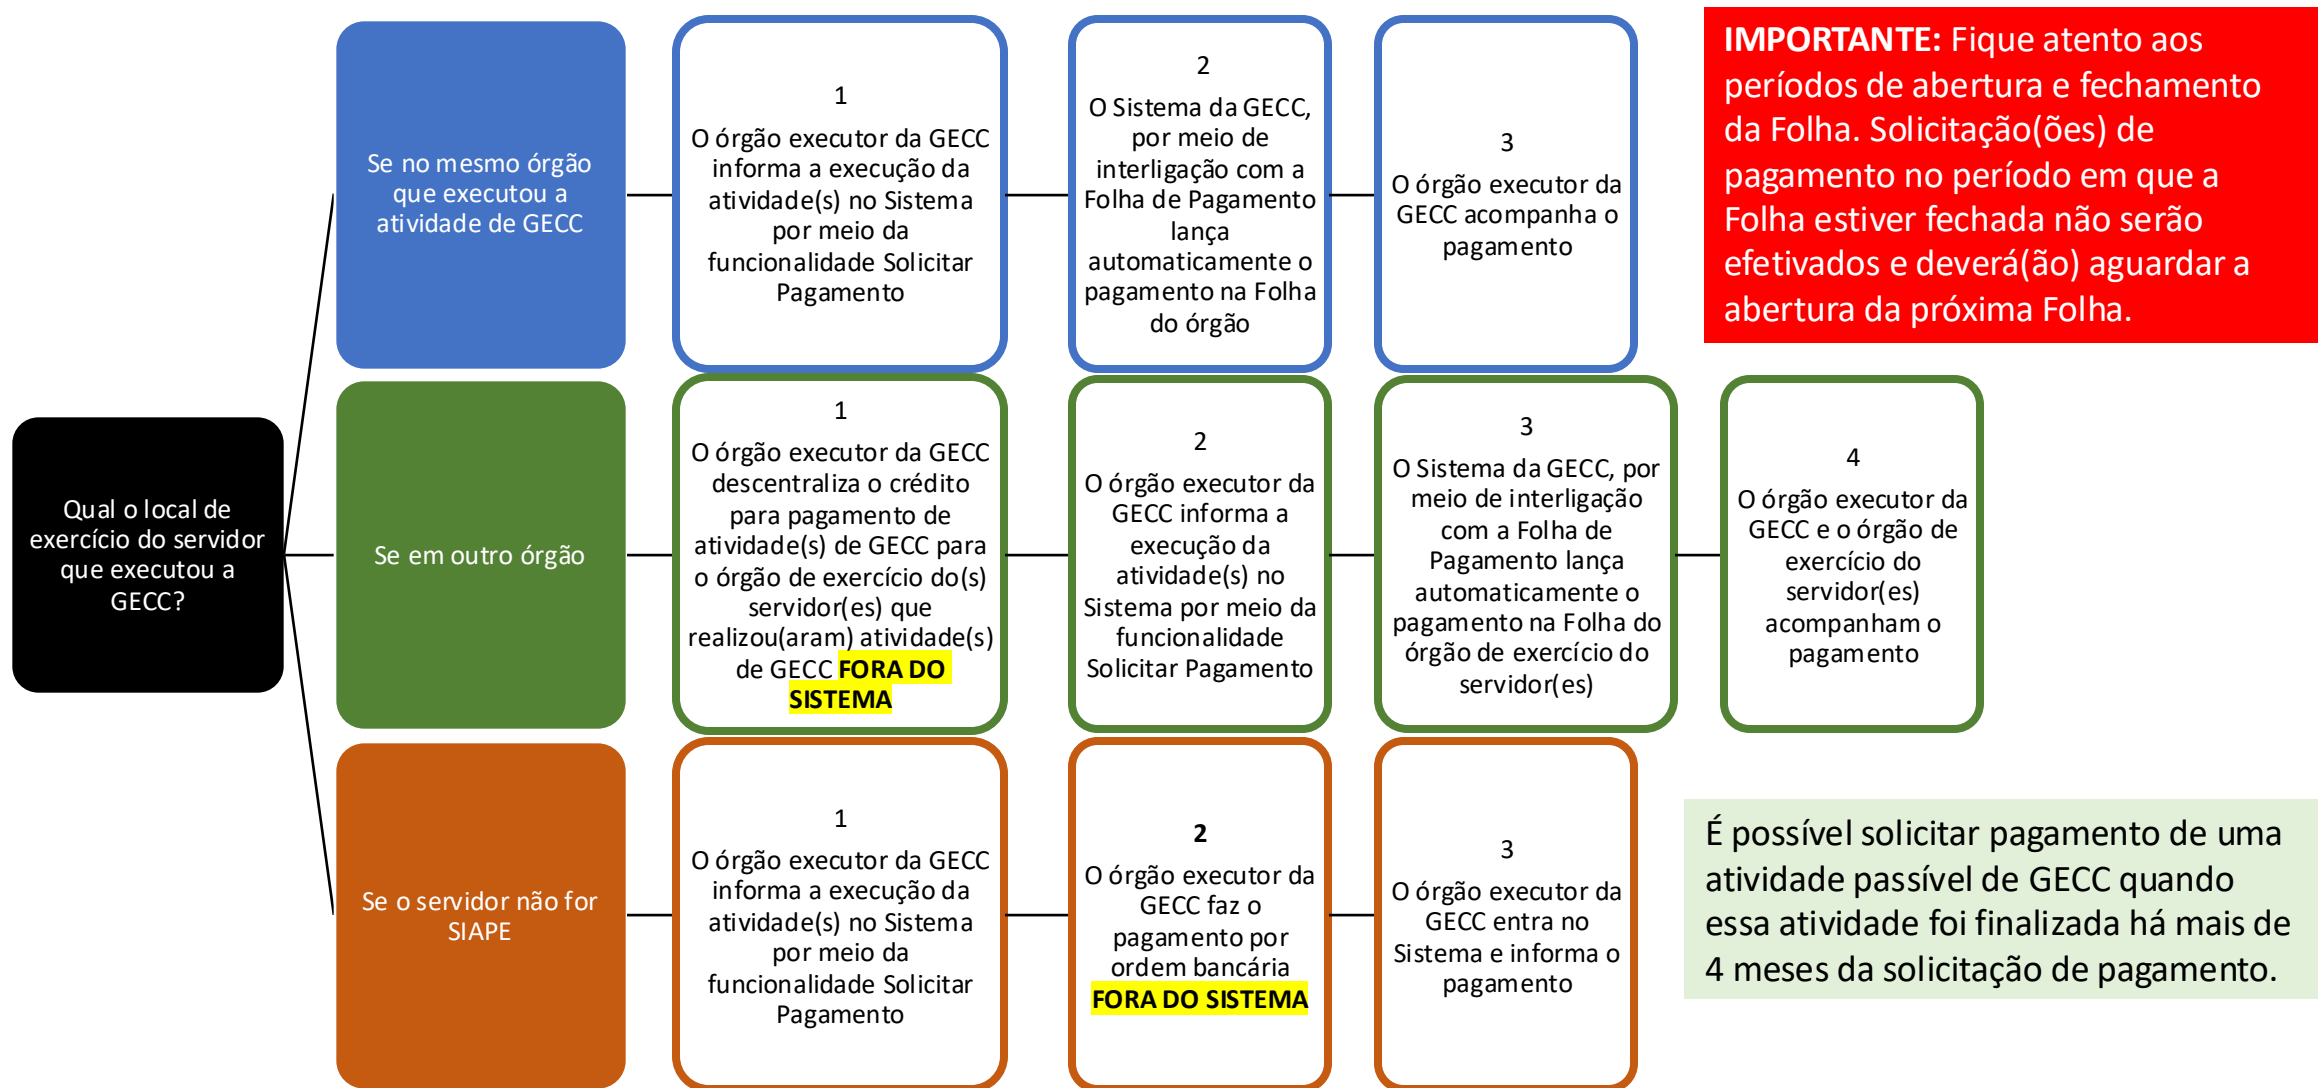 Qual o local de
exercício do servidor
que executou a
GECC?
Se no mesmo órgão
que executou a
atividade de GECC
1
O órgão executor da GECC
informa a execução da
atividade(s) no Sistema
por meio da
funcionalidade Solicitar
Pagamento
2
O Sistema da GECC,
por meio de
interligação com a
Folha de Pagamento
lança
automaticamente o
pagamento na Folha
do órgão
3
O órgão executor da
GECC acompanha o
pagamento
IMPORTANTE: Fique atento aos
períodos de abertura e fechamento
da Folha. Solicitação(ões) de
pagamento no período em que a
Folha estiver fechada não serão
efetivados e deverá(ão) aguardar a
abertura da próxima Folha.
Se em outro órgão
1
O órgão executor da GECC
descentraliza o crédito
para pagamento de
atividade(s) de GECC para
o órgão de exercício do(s)
servidor(es) que
realizou(aram) atividade(s)
de GECC FORA DO
SISTEMA
2
O órgão executor da
GECC informa a
execução da
atividade(s) no
Sistema por meio da
funcionalidade
Solicitar Pagamento
3
O Sistema da GECC, por
meio de interligação
com a Folha de
Pagamento lança
automaticamente o
pagamento na Folha do
órgão de exercício do
servidor(es)
4
O órgão executor da
GECC e o órgão de
exercício do
servidor(es)
acompanham o
pagamento
Se o servidor não for
SIAPE
1
O órgão executor da GECC
informa a execução da
atividade(s) no Sistema
por meio da
funcionalidade Solicitar
Pagamento
2
O órgão executor da
GECC faz o
pagamento por
ordem bancária
FORA DO SISTEMA
3
O órgão executor da
GECC entra no
Sistema e informa o
pagamento
É possível solicitar pagamento de uma
atividade passível de GECC quando
essa atividade foi finalizada há mais de
4 meses da solicitação de pagamento.